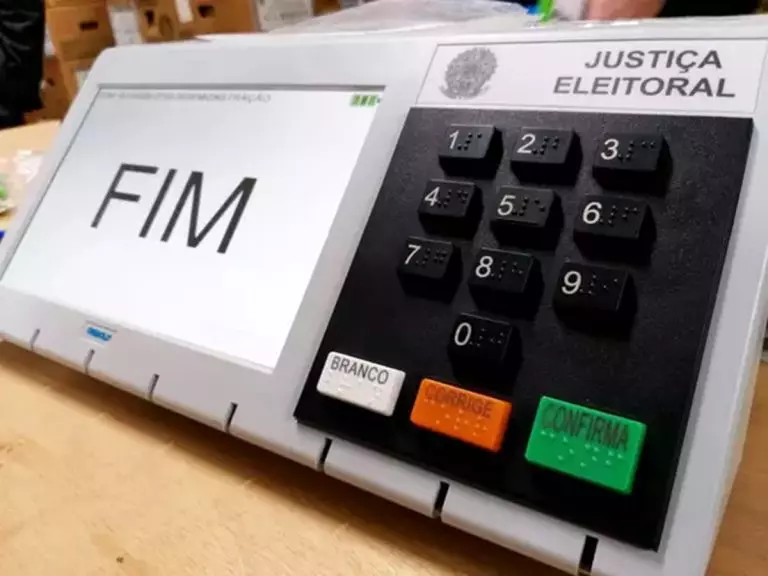 FIM
JUSTIÇA
ELEITORAL
1 2 3
4 5 6
7 8 9
0
BRANCO
CORRIGE
CONFIRMA